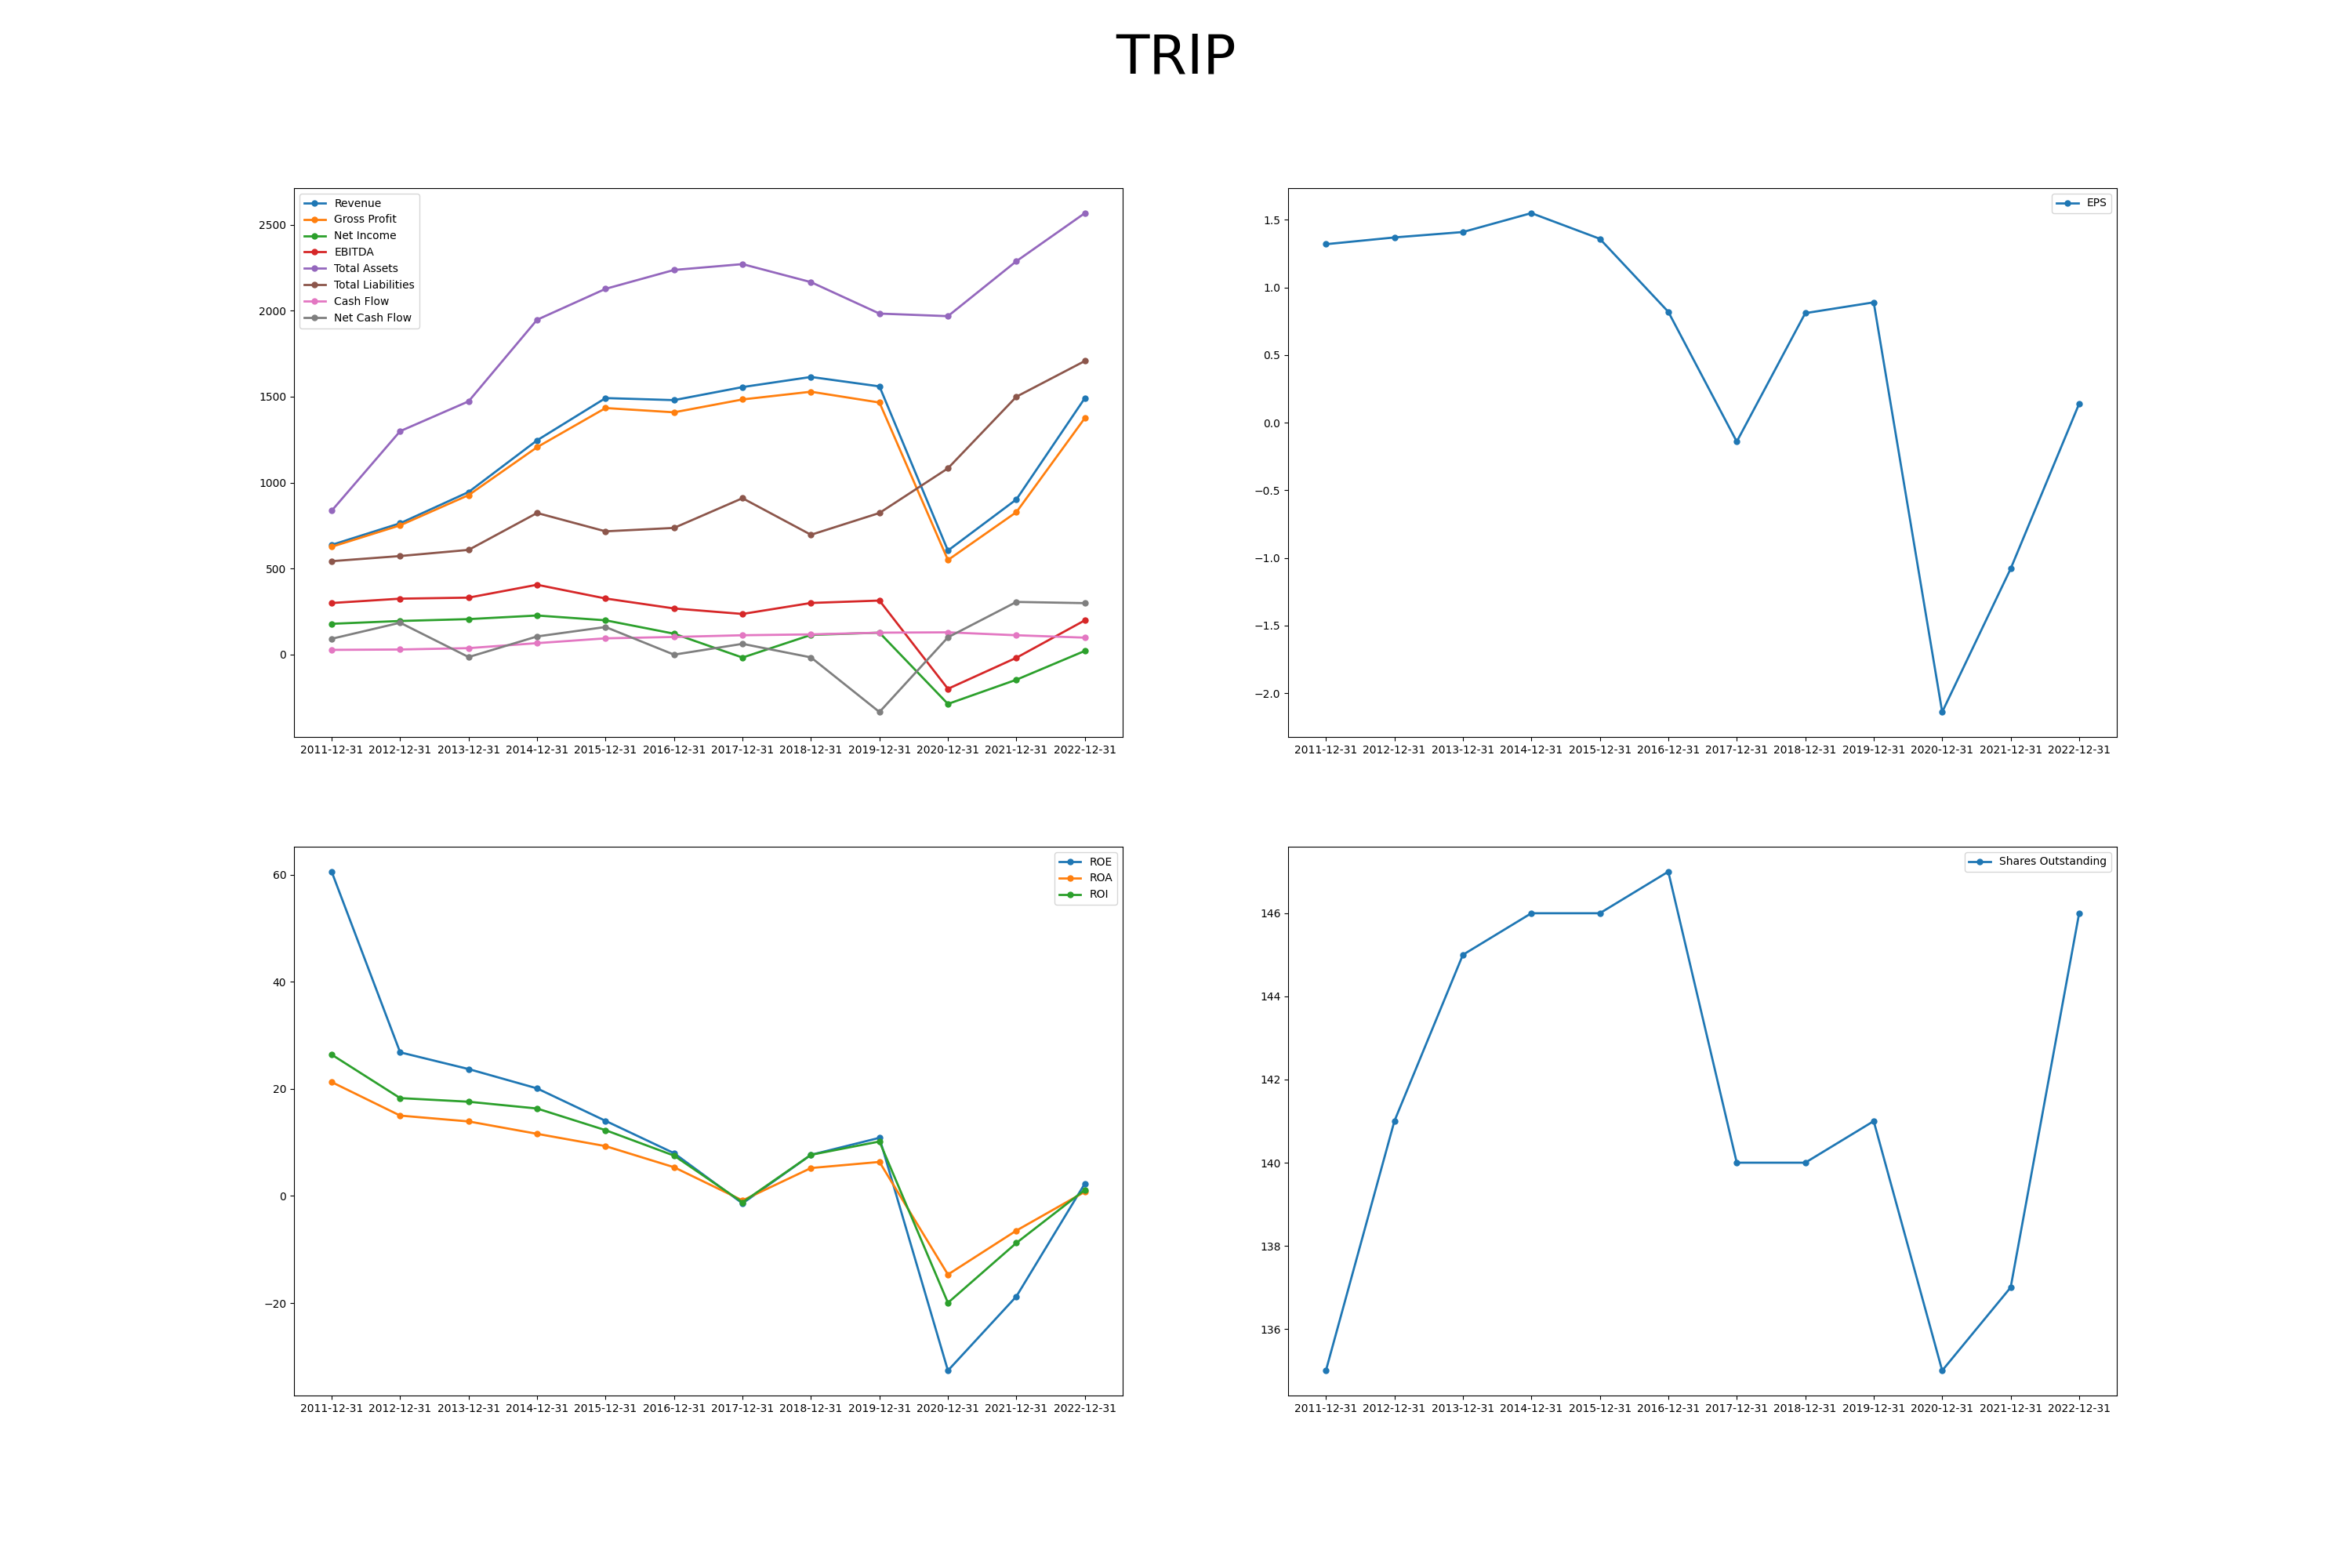 TRIP
Revenue
Gross Profit
Net Income
EBITDA
Total Assets
Total Liabilities
Cash Flow
Net Cash Flow
2500
2000
1500
1000
500
0
2011-12-31 2012-12-31 2013-12-31 2014-12-31 2015-12-31 2016-12-31 2017-12-31 2018-12-31 2019-12-31 2020-12-31 2021-12-31 2022-12-31
EPS
1.5
1.0
0.5
0.0
−0.5
−1.0
−1.5
−2.0
2011-12-31 2012-12-31 2013-12-31 2014-12-31 2015-12-31 2016-12-31 2017-12-31 2018-12-31 2019-12-31 2020-12-31 2021-12-31 2022-12-31
ROE
ROA
ROI
60
40
20
0
−20
2011-12-31 2012-12-31 2013-12-31 2014-12-31 2015-12-31 2016-12-31 2017-12-31 2018-12-31 2019-12-31 2020-12-31 2021-12-31 2022-12-31
Shares Outstanding
146
144
142
140
138
136
2011-12-31 2012-12-31 2013-12-31 2014-12-31 2015-12-31 2016-12-31 2017-12-31 2018-12-31 2019-12-31 2020-12-31 2021-12-31 2022-12-31